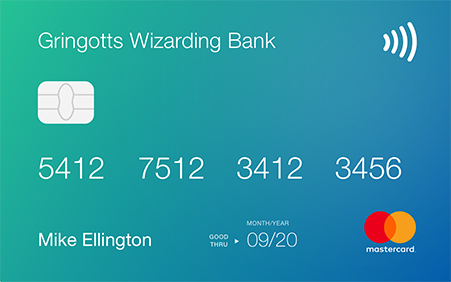 Gringotts Wizarding Bank
5412 7512 3412 3456
MONTH/YEAR
GOOD THRU ▸ 09/20
Mike Ellington
mastercard.